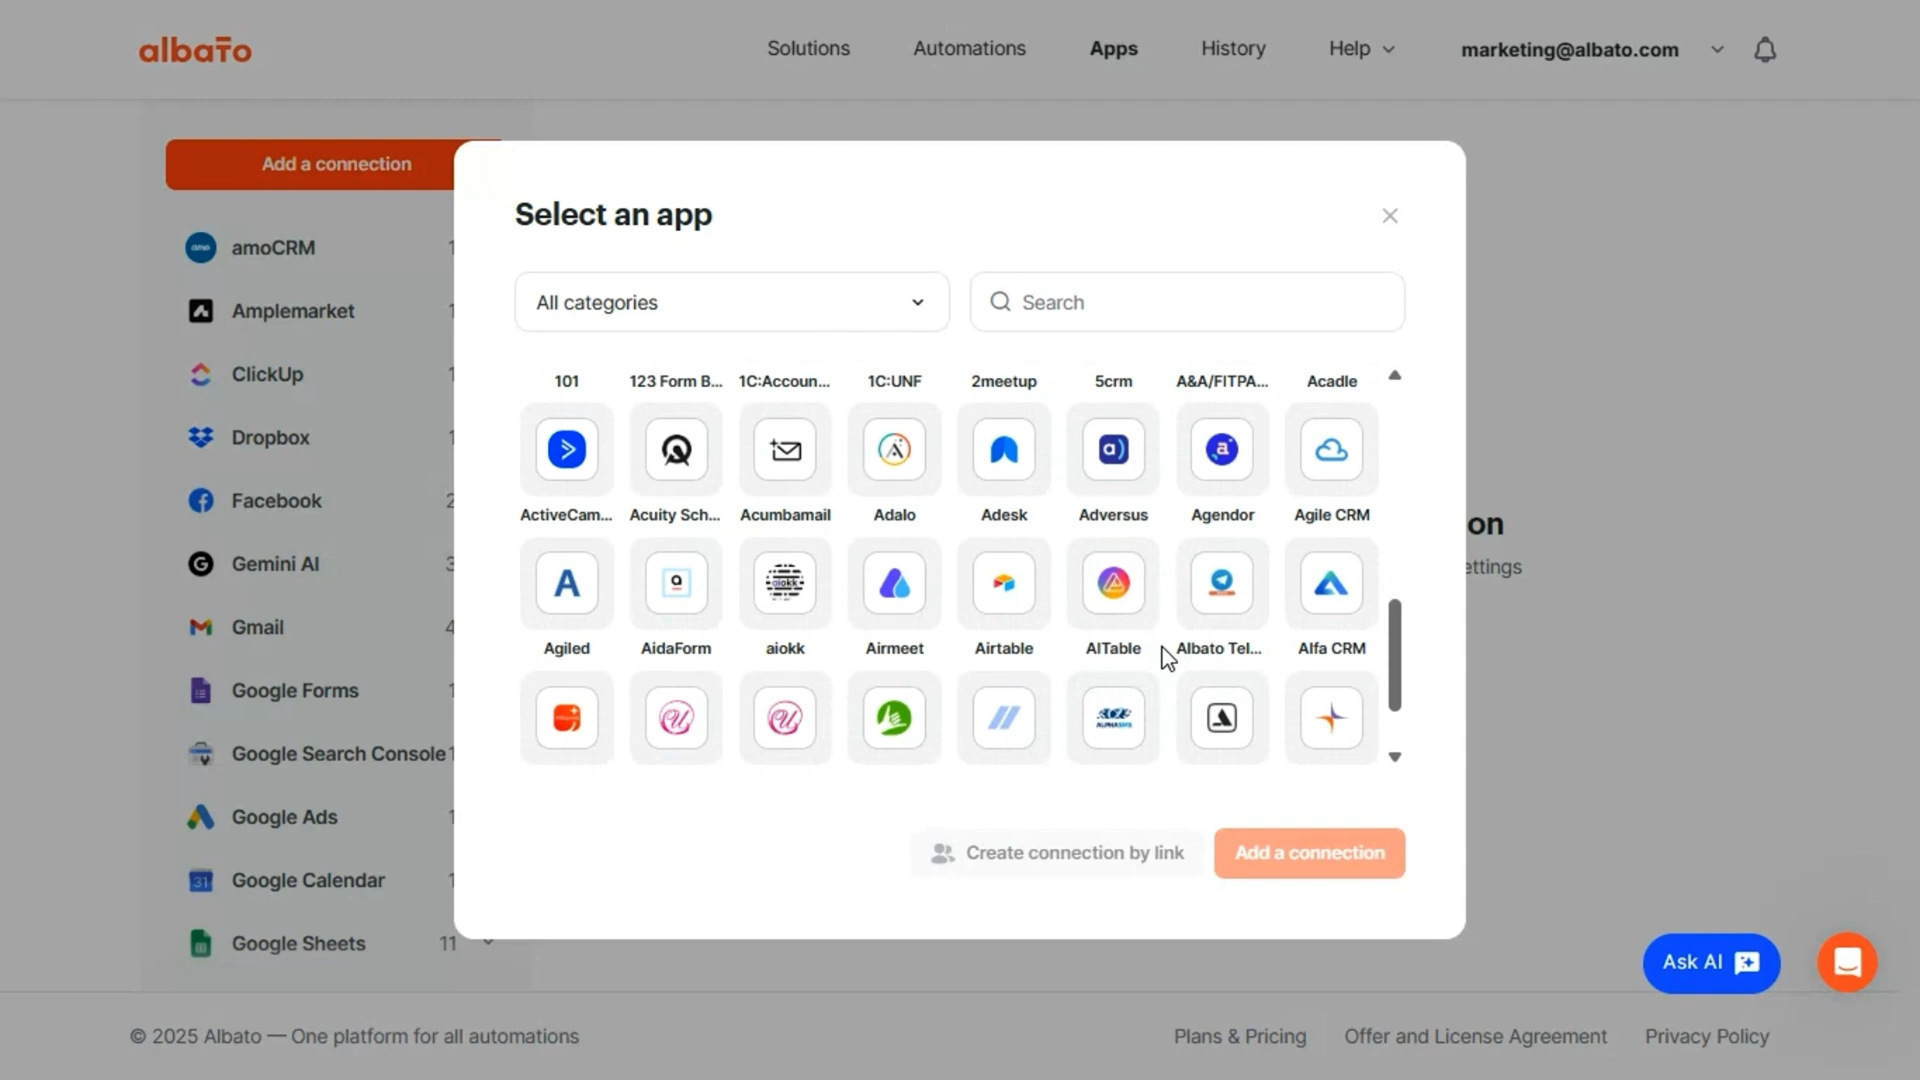 albato
Solutions
Automations
Apps
History
Help
marketing@albato.com
Add a connection
amoCRM
Amplemarket
ClickUp
Dropbox
Facebook
Gemini AI
Gmail
Google Forms
Google Search Console
Google Ads
Google Calendar
Google Sheets 11
Select an app
All categories
Search
101 123 Form B... 1C:Accoun... 1C:UNF 2meetup 5crm A&A/FITPA... Acadle
ActiveCam... Acuity Sch... Acumbamail Adalo Adesk Adversus Agendor Agile CRM
Agiled AidaForm aiokk Airmeet Airtable AITable Albato Tel... Alfa CRM
Create connection by link
Add a connection
on
ettings
Ask AI
© 2025 Albato — One platform for all automations
Plans & Pricing
Offer and License Agreement
Privacy Policy